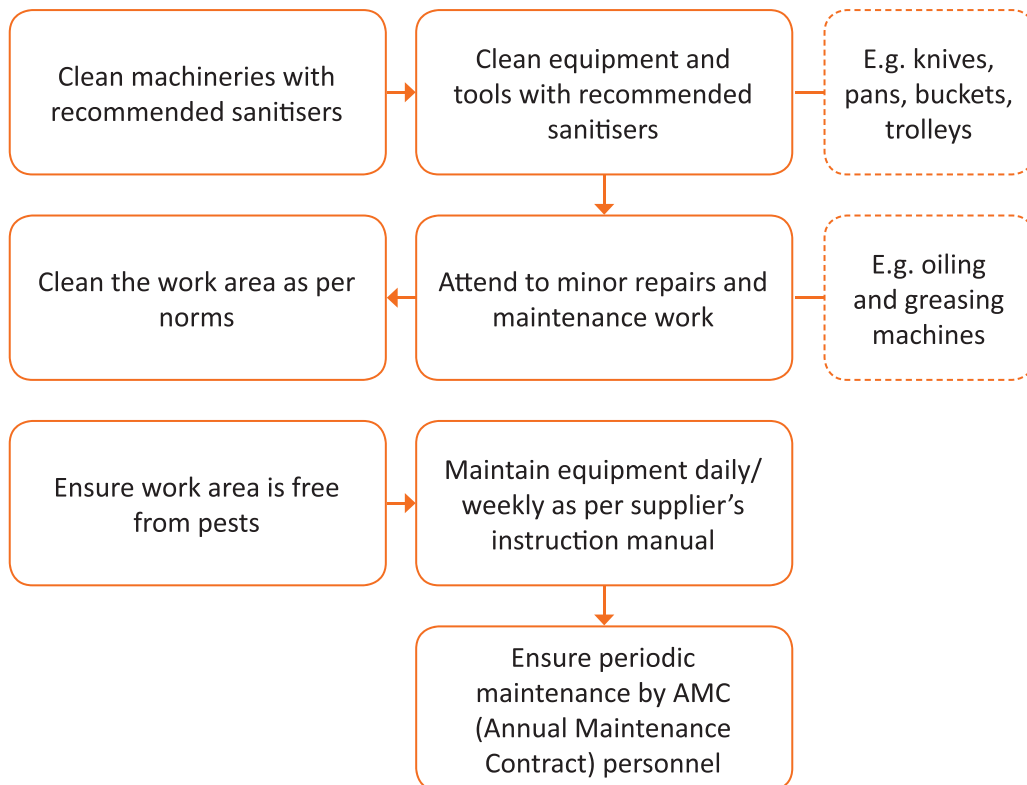 Clean machineries with
recommended sanitisers
Clean equipment and
tools with recommended
sanitisers
E.g. knives,
pans, buckets,
trolleys
Clean the work area as per
norms
Attend to minor repairs and
maintenance work
E.g. oiling
and greasing
machines
Ensure work area is free
from pests
Maintain equipment daily/
weekly as per supplier’s
instruction manual
Ensure periodic
maintenance by AMC
(Annual Maintenance
Contract) personnel